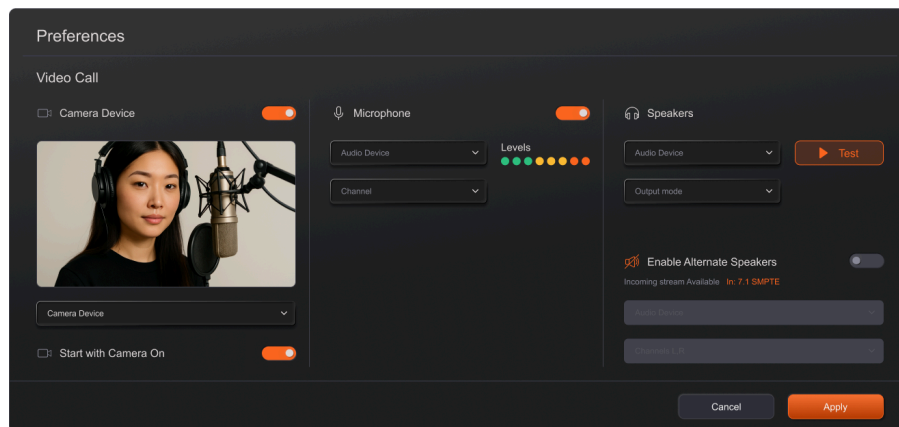 Preferences
Video Call
Camera Device
Camera Device
Start with Camera On
Microphone
Audio Device
Levels
Channel
Speakers
Audio Device
Test
Output mode
Enable Alternate Speakers
Incoming stream Available In: 7.1 SMPTE
Audio Device
Channels L R
Cancel
Apply